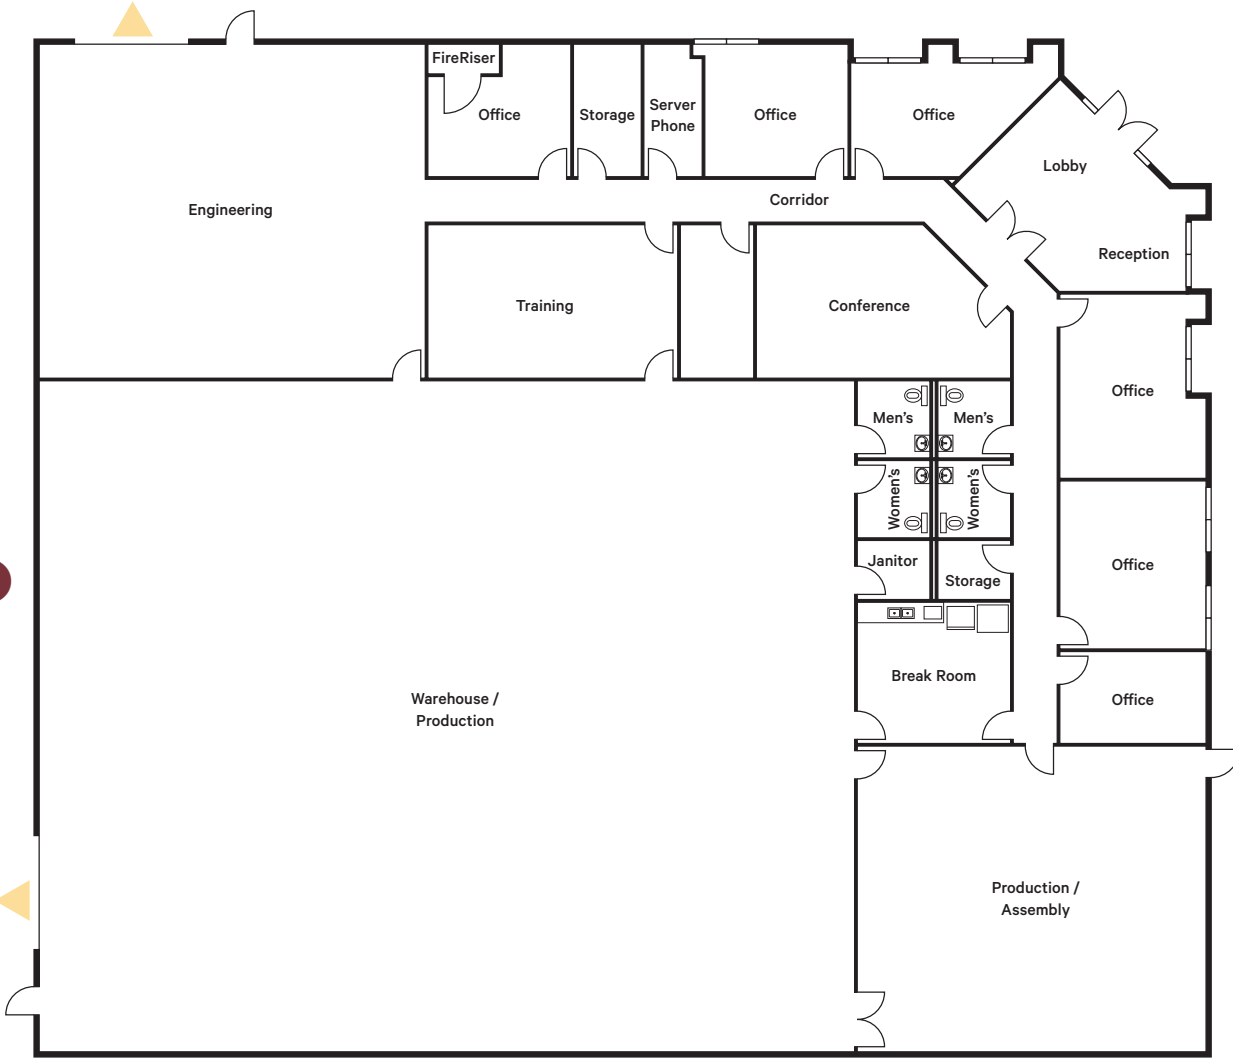 FireRiser
Office
Storage
Server
Phone
Office
Office
Lobby
Engineering
Corridor
Reception
Training
Conference
Office
Men's
Men's
Women's
Women's
Janitor
Storage
Office
Break Room
Office
Warehouse /
Production
Production /
Assembly